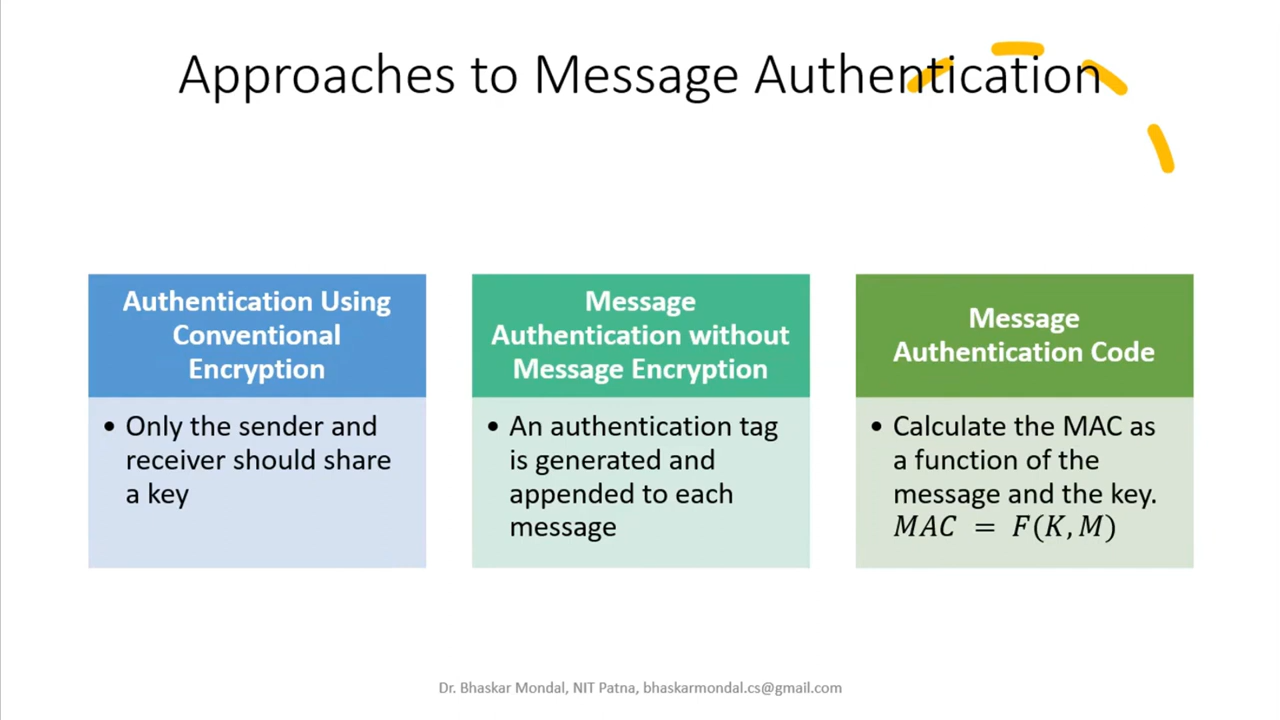 Approaches to Message Authentication
Authentication Using
Conventional
Encryption
• Only the sender and
receiver should share
a key
Message
Authentication without
Message Encryption
• An authentication tag
is generated and
appended to each
message
Message
Authentication Code
• Calculate the MAC as
a function of the
message and the key.
MAC = F(K, M)
Dr. Bhaskar Mondal, NIT Patna, bhaskarmondal.cs@gmail.com